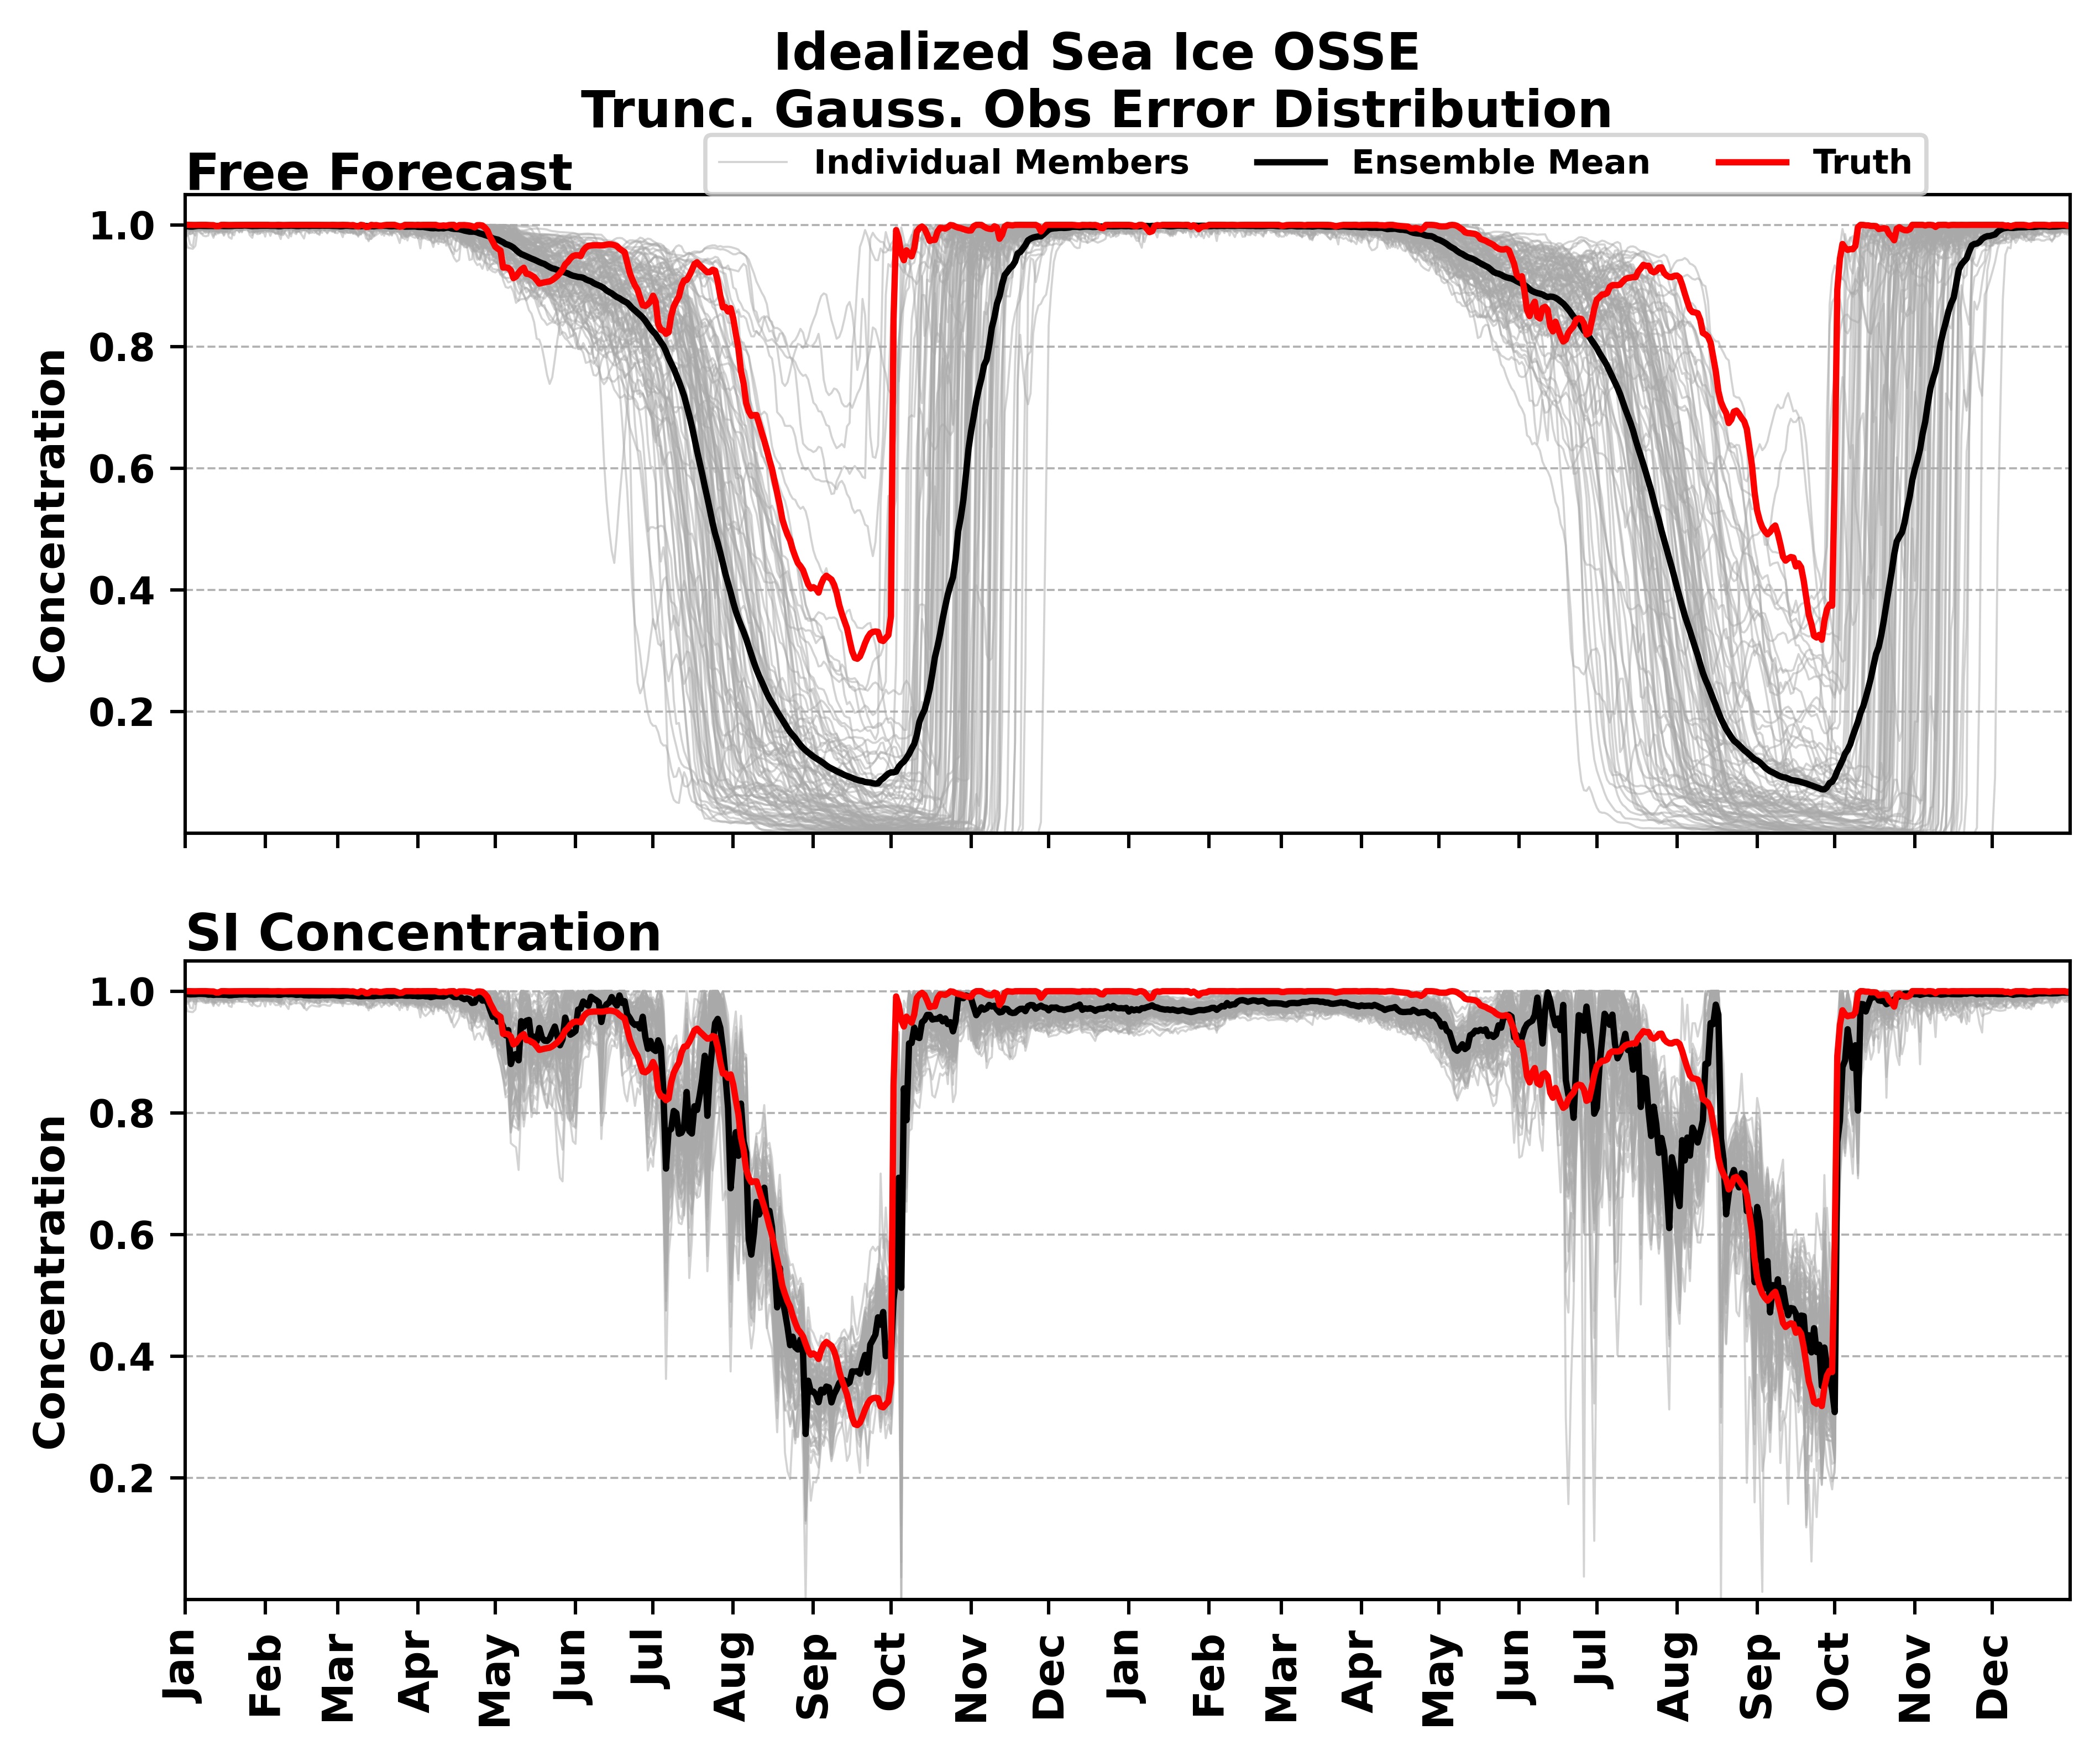 Idealized Sea Ice OSSE
Trunc. Gauss. Obs Error Distribution
Free Forecast
Individual Members
Ensemble Mean
Truth
Concentration
1.0
0.8
0.6
0.4
0.2
SI Concentration
Concentration
1.0
0.8
0.6
0.4
0.2
Jan
Feb
Mar
Apr
May
Jun
Jul
Aug
Sep
Oct
Nov
Dec
Jan
Feb
Mar
Apr
May
Jun
Jul
Aug
Sep
Oct
Nov
Dec